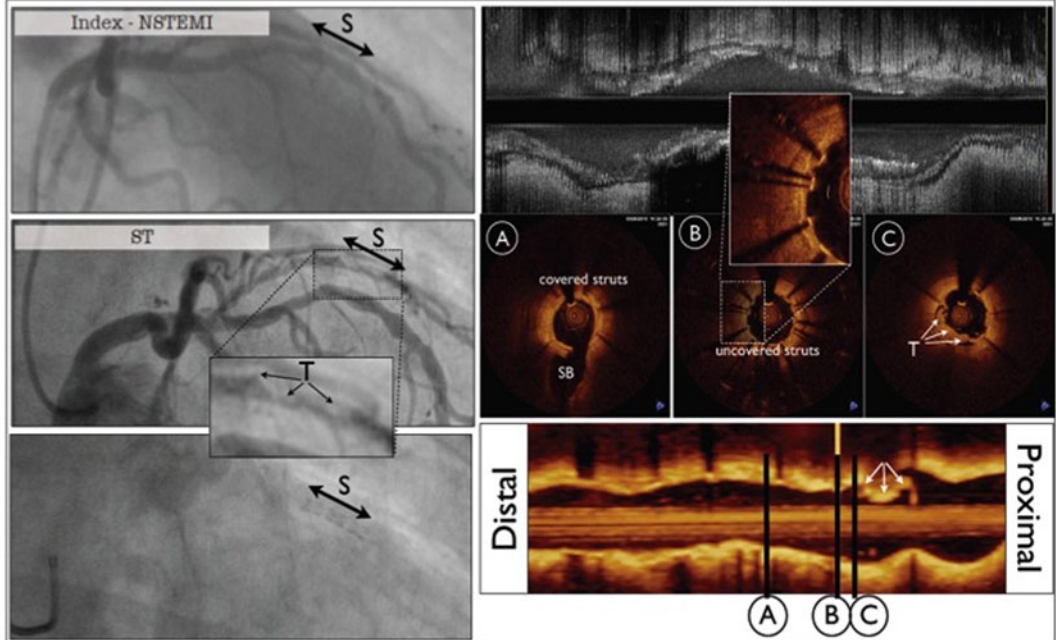 Index - NSTEMI
S
ST
S
T
S
A
covered struts
SB
B
uncovered struts
C
T
Distal
Proximal
A
B
C